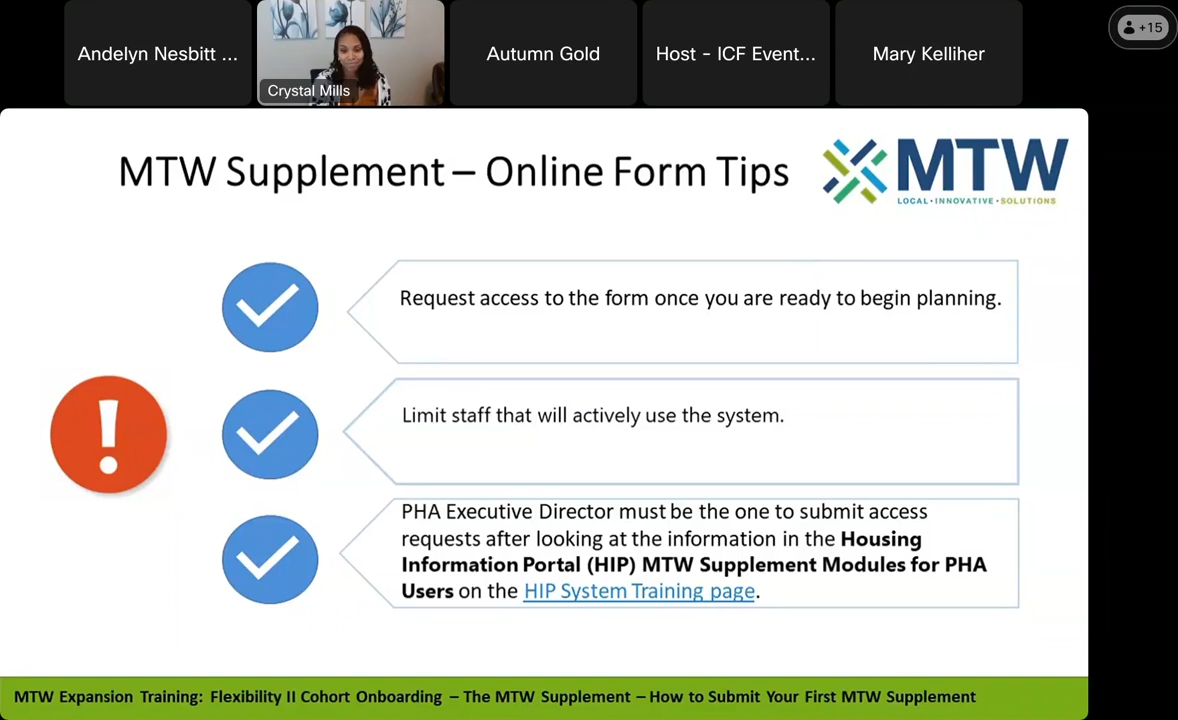 Andelyn Nesbitt ...
Crystal Mills
Autumn Gold
Host - ICF Event...
Mary Kelliher
+15
MTW Supplement – Online Form Tips
MTW
LOCAL • INNOVATIVE • SOLUTIONS
Request access to the form once you are ready to begin planning.
Limit staff that will actively use the system.
PHA Executive Director must be the one to submit access
requests after looking at the information in the Housing
Information Portal (HIP) MTW Supplement Modules for PHA
Users on the HIP System Training page.
!
MTW Expansion Training: Flexibility II Cohort Onboarding – The MTW Supplement – How to Submit Your First MTW Supplement